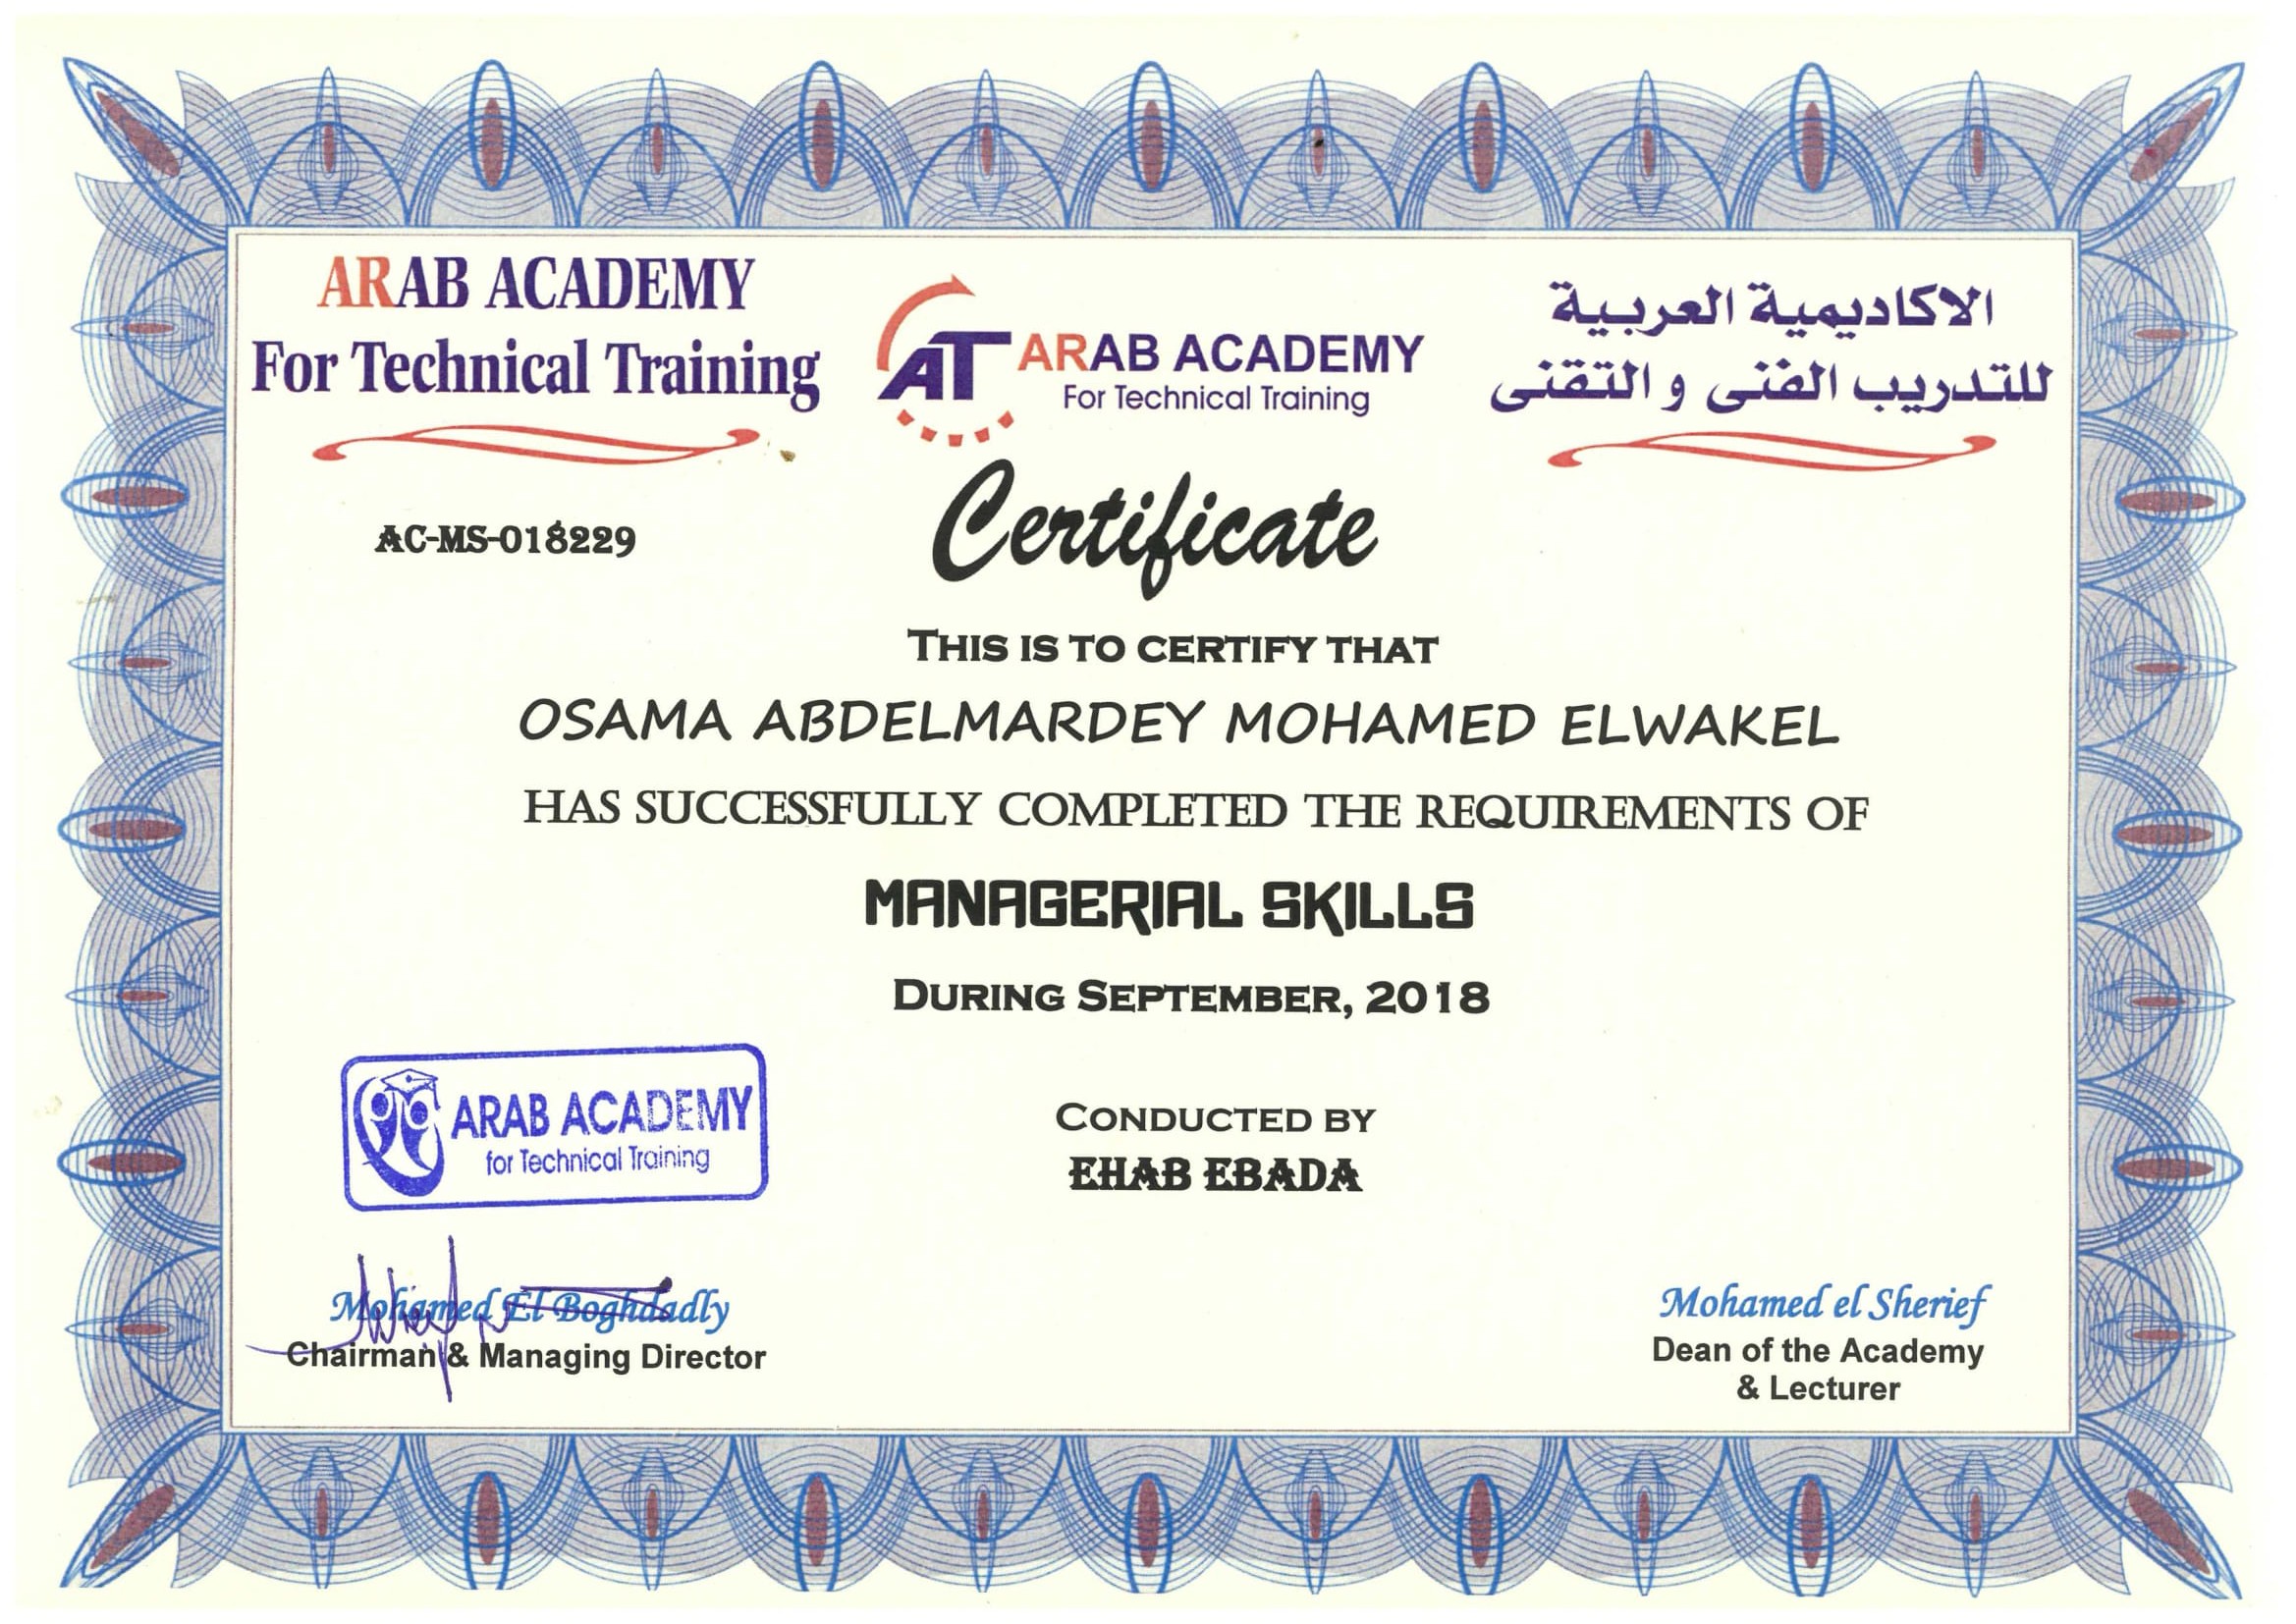 ARAB ACADEMY
For Technical Training
ARAB ACADEMY
For Technical Training
الاكاديمية العربية
للتدريب الفنى و التقنى
AC-MS-018229
Certificate
THIS IS TO CERTIFY THAT
OSAMA ABDELMARDEY MOHAMED ELWAKEL
HAS SUCCESSFULLY COMPLETED THE REQUIREMENTS OF
MANAGERIAL SKILLS
DURING SEPTEMBER, 2018
ARAB ACADEMY
for Technical Training
CONDUCTED BY
EHAB EBADA
Mohamed El Boghdadly
Chairman & Managing Director
Mohamed el Sherief
Dean of the Academy
& Lecturer